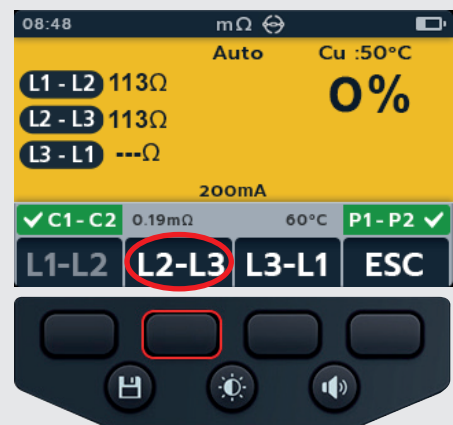 08:48 mΩ
Auto Cu :50°C
L1 - L2 113Ω 0%
L2 - L3 113Ω
L3 - L1 ---Ω
200mA
✓ C1- C2 0.19mΩ 60°C P1- P2 ✓
L1-L2 L2-L3 L3-L1 ESC